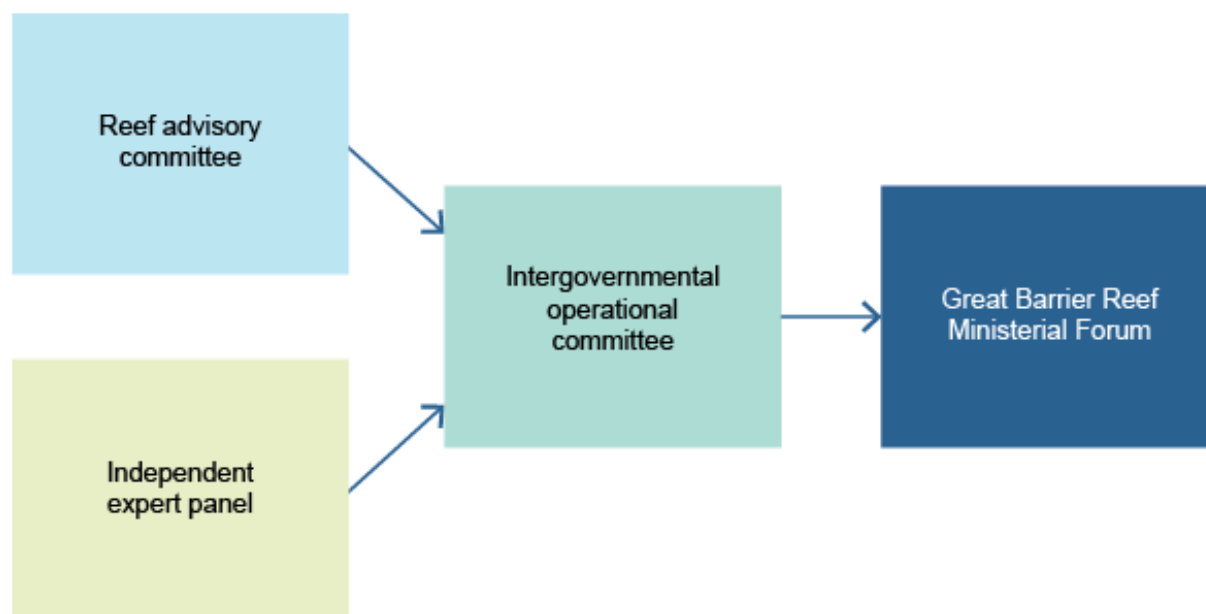 Reef advisory
committee
Intergovernmental
operational
committee
Great Barrier Reef
Ministerial Forum
Independent
expert panel